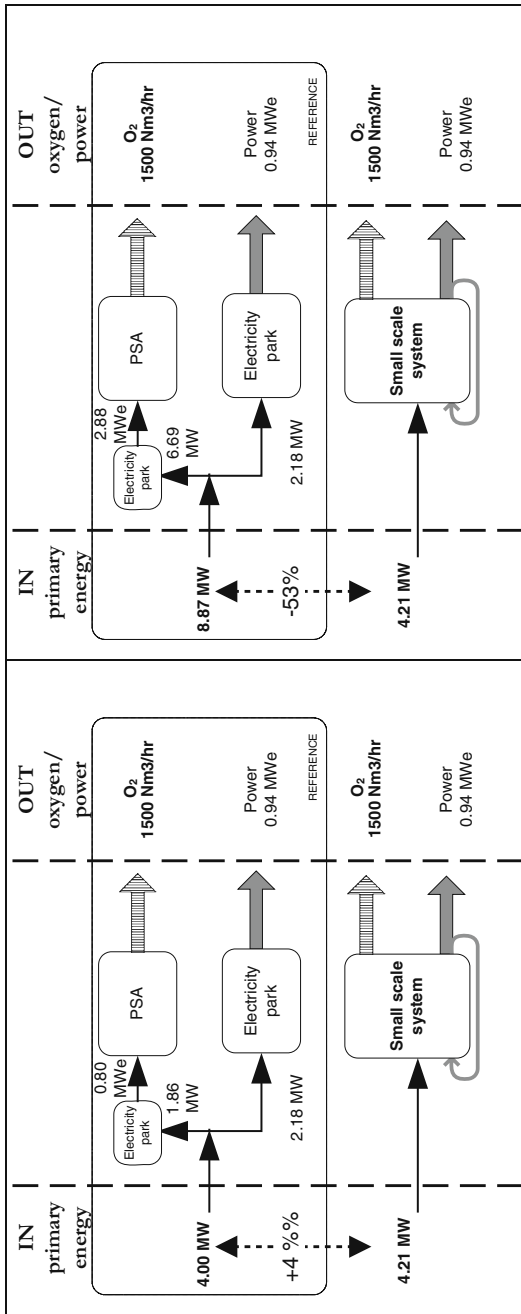 IN
primary
energy
OUT
oxygen/
power
Electricity
park
0.80
MWe
PSA
O2
1500 Nm3/hr
1.86
MW
4.00 MW
2.18 MW
Electricity
park
Power
0.94 MWe
REFERENCE
+4 %%
4.21 MW
Small scale
system
O2
1500 Nm3/hr
Power
0.94 MWe
IN
primary
energy
OUT
oxygen/
power
Electricity
park
2.88
MWe
PSA
O2
1500 Nm3/hr
6.69
MW
8.87 MW
2.18 MW
Electricity
park
Power
0.94 MWe
REFERENCE
-53%
4.21 MW
Small scale
system
O2
1500 Nm3/hr
Power
0.94 MWe